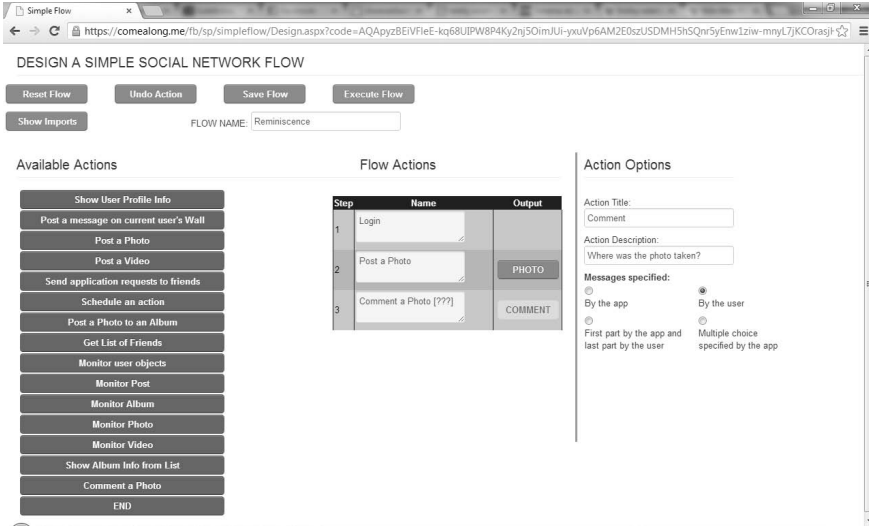 Simple Flow
https://comealong.me/fb/sp/simpleflow/Design.aspx?code=AQApyzBEiVFleE-kq68UIPW8P4Ky2nj5OimJUi-yxuVp6AM2E0szUSDMH5hSQnr5yEnw1ziw-mnyL7jKCOrasjH
DESIGN A SIMPLE SOCIAL NETWORK FLOW
Reset Flow Undo Action Save Flow Execute Flow
Show Imports FLOW NAME: Reminiscence
Available Actions
Show User Profile Info
Post a message on current user's Wall
Post a Photo
Post a Video
Send application requests to friends
Schedule an action
Post a Photo to an Album
Get List of Friends
Monitor user objects
Monitor Post
Monitor Album
Monitor Photo
Monitor Video
Show Album Info from List
Comment a Photo
END
Flow Actions
Step Name Output
1 Login
2 Post a Photo PHOTO
3 Comment a Photo [???] COMMENT
Action Options
Action Title:
Comment
Action Description:
Where was the photo taken?
Messages specified:
By the app By the user
First part by the app and Multiple choice
last part by the user specified by the app